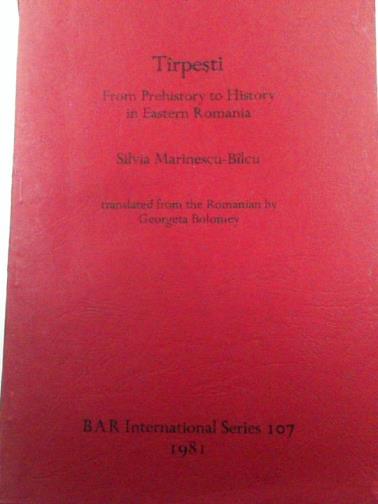 Tîrpești
From Prehistory to History
in Eastern Romania
Silvia Marinescu-Bîlcu
translated from the Romanian by
Georgeta Bolomey
BAR International Series 107
1981